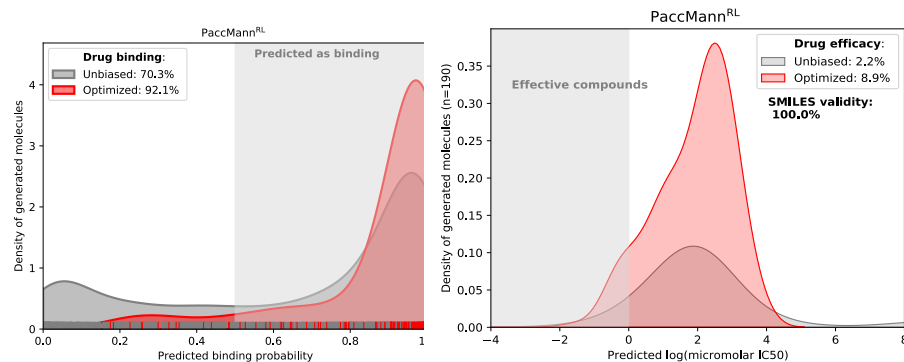 PaccMannRL
Drug binding:
Unbiased: 70.3%
Optimized: 92.1%
Predicted as binding
Density of generated molecules
4
3
2
1
0
0.0
0.2
0.4
0.6
0.8
1
Predicted binding probability
PaccMannRL
Drug efficacy:
Unbiased: 2.2%
Optimized: 8.9%
SMILES validity:
100.0%
Effective compounds
Density of generated molecules (n=190)
0.35
0.30
0.25
0.20
0.15
0.10
0.05
0.00
−4
−2
0
2
4
6
8
Predicted log(micromolar IC50)